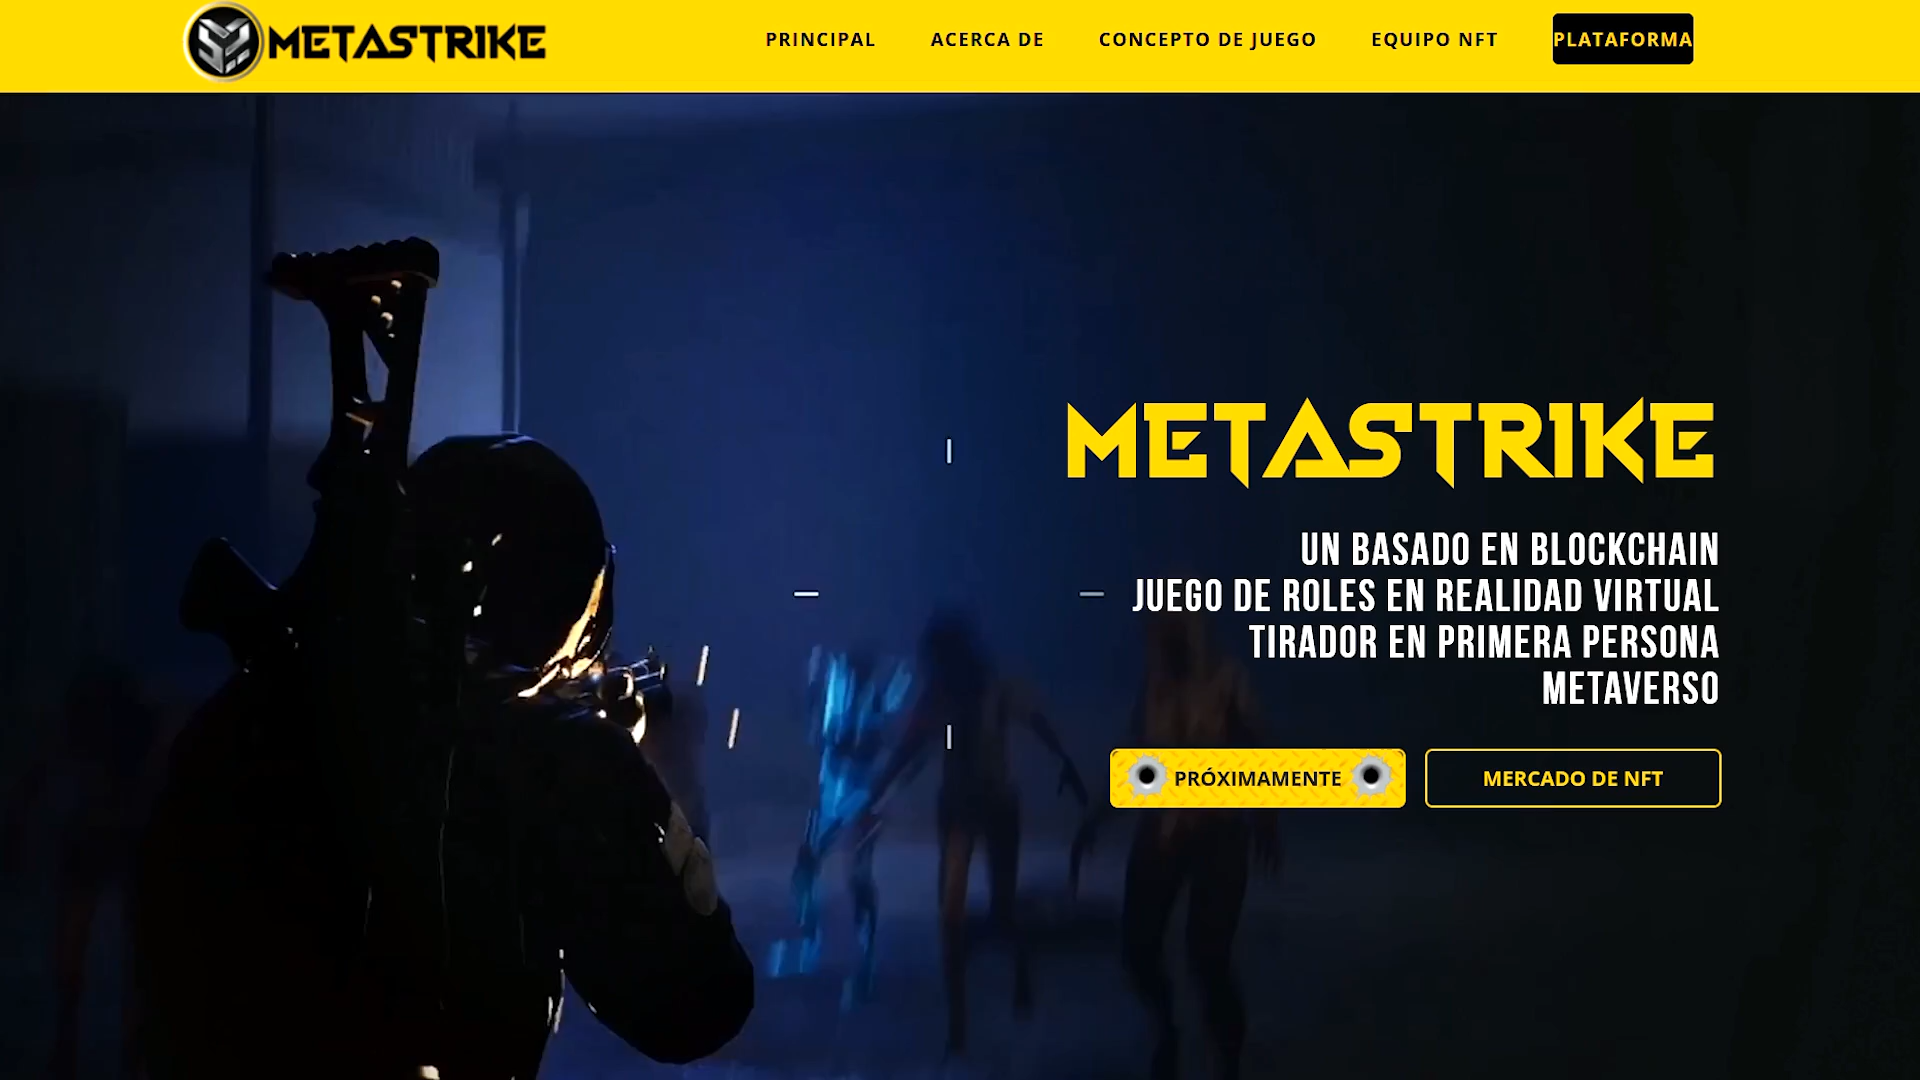 METASTRIKE
PRINCIPAL
ACERCA DE
CONCEPTO DE JUEGO
EQUIPO NFT
PLATAFORMA
METASTRIKE
UN BASADO EN BLOCKCHAIN
JUEGO DE ROLES EN REALIDAD VIRTUAL
TIRADOR EN PRIMERA PERSONA
METAVERSO
PRÓXIMAMENTE
MERCADO DE NFT